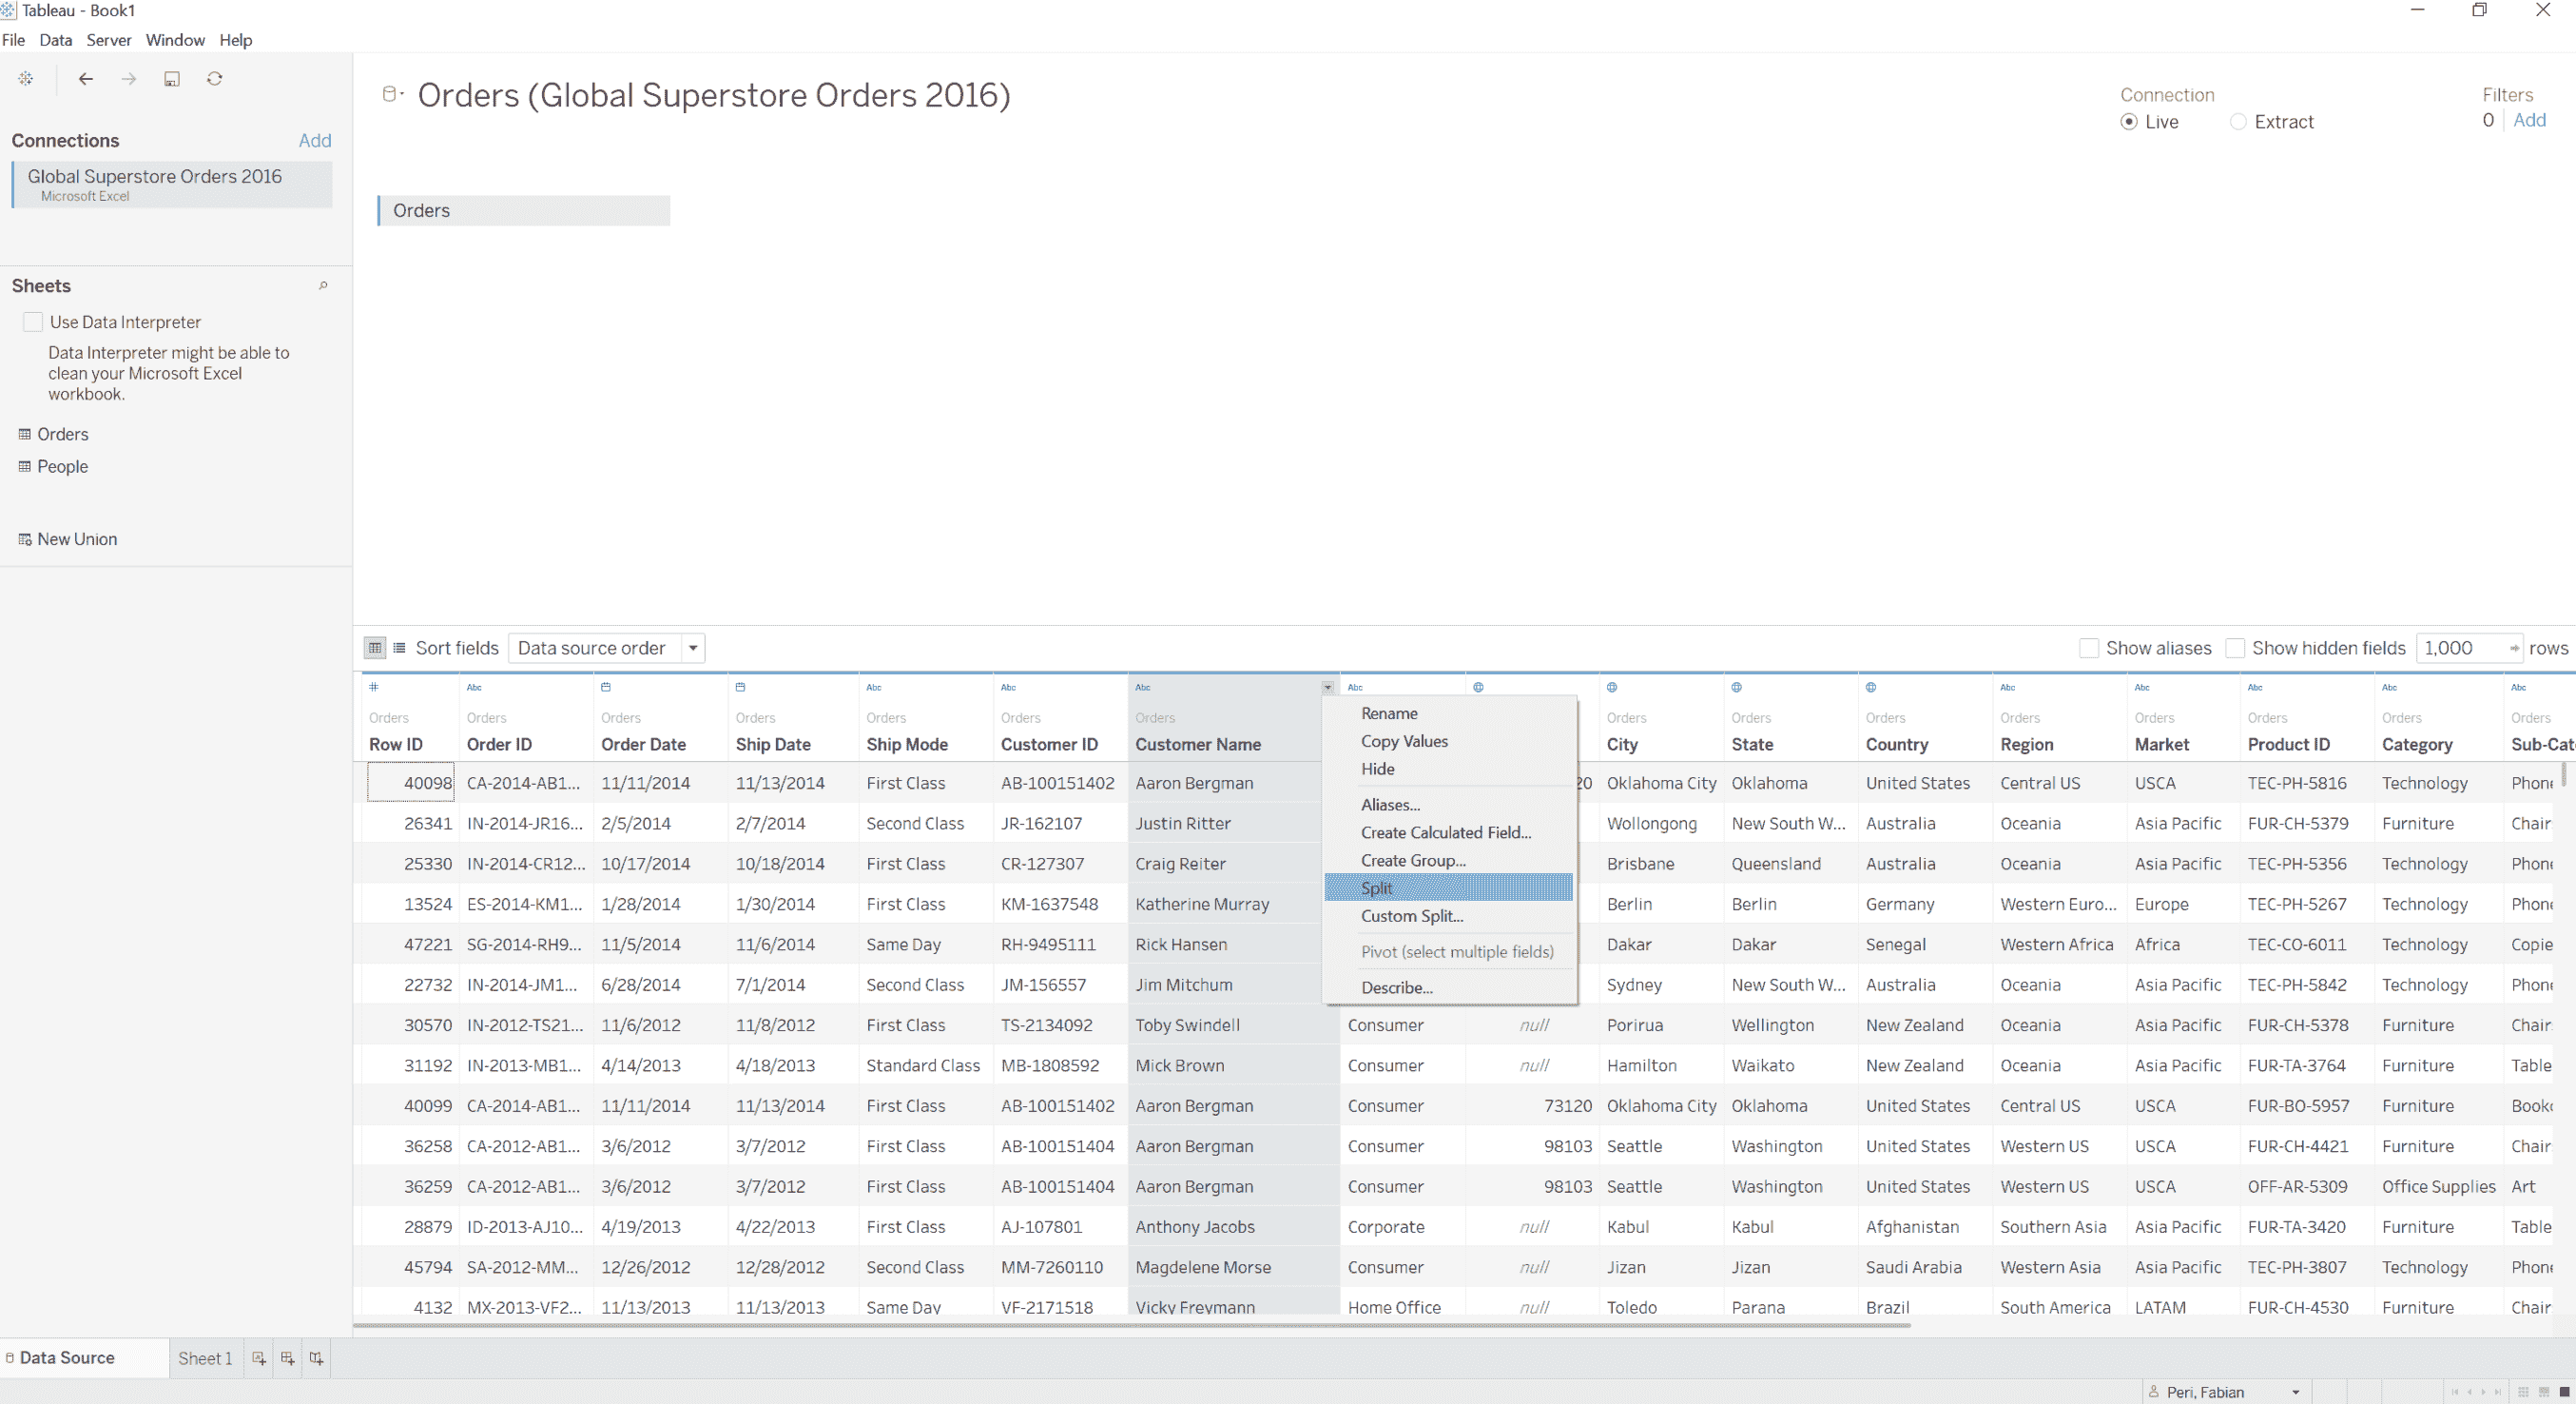 Tableau - Book1
File Data Server Window Help
Connections Add
Global Superstore Orders 2016
Microsoft Excel
Sheets
Use Data Interpreter
Data Interpreter might be able to
clean your Microsoft Excel
workbook.
Orders
People
New Union
Orders (Global Superstore Orders 2016)
Connection
Live Extract
Filters
0 Add
Orders
Sort fields Data source order Show aliases Show hidden fields 1,000 rows
# Abc Abc Abc Abc Abc Abc Abc Abc Abc Abc
Orders Orders Orders Orders Orders Orders Orders Orders Orders Orders Orders Orders Orders Orders Orders
Row ID Order ID Order Date Ship Date Ship Mode Customer ID Customer Name City State Country Region Market Product ID Category Sub-Cat
40098 CA-2014-AB1... 11/11/2014 11/13/2014 First Class AB-100151402 Aaron Bergman 20 Oklahoma City Oklahoma United States Central US USCA TEC-PH-5816 Technology Phone
26341 IN-2014-JR16... 2/5/2014 2/7/2014 Second Class JR-162107 Justin Ritter Wollongong New South W... Australia Oceania Asia Pacific FUR-CH-5379 Furniture Chair
25330 IN-2014-CR12... 10/17/2014 10/18/2014 First Class CR-127307 Craig Reiter Brisbane Queensland Australia Oceania Asia Pacific TEC-PH-5356 Technology Phone
13524 ES-2014-KM1... 1/28/2014 1/30/2014 First Class KM-1637548 Katherine Murray Berlin Berlin Germany Western Euro... Europe TEC-PH-5267 Technology Phone
47221 SG-2014-RH9... 11/5/2014 11/6/2014 Same Day RH-9495111 Rick Hansen Dakar Dakar Senegal Western Africa Africa TEC-CO-6011 Technology Copie
22732 IN-2014-JM1... 6/28/2014 7/1/2014 Second Class JM-156557 Jim Mitchum Sydney New South W... Australia Oceania Asia Pacific TEC-PH-5842 Technology Phone
30570 IN-2012-TS21... 11/6/2012 11/8/2012 First Class TS-2134092 Toby Swindell Consumer null Porirua Wellington New Zealand Oceania Asia Pacific FUR-CH-5378 Furniture Chair
31192 IN-2013-MB1... 4/14/2013 4/18/2013 Standard Class MB-1808592 Mick Brown Consumer null Hamilton Waikato New Zealand Oceania Asia Pacific FUR-TA-3764 Furniture Table
40099 CA-2014-AB1... 11/11/2014 11/13/2014 First Class AB-100151402 Aaron Bergman Consumer 73120 Oklahoma City Oklahoma United States Central US USCA FUR-BO-5957 Furniture Bookc
36258 CA-2012-AB1... 3/6/2012 3/7/2012 First Class AB-100151404 Aaron Bergman Consumer 98103 Seattle Washington United States Western US USCA FUR-CH-4421 Furniture Chair
36259 CA-2012-AB1... 3/6/2012 3/7/2012 First Class AB-100151404 Aaron Bergman Consumer 98103 Seattle Washington United States Western US USCA OFF-AR-5309 Office Supplies Art
28879 ID-2013-AJ10... 4/19/2013 4/22/2013 First Class AJ-107801 Anthony Jacobs Corporate null Kabul Kabul Afghanistan Southern Asia Asia Pacific FUR-TA-3420 Furniture Table
45794 SA-2012-MM... 12/26/2012 12/28/2012 Second Class MM-7260110 Magdelene Morse Consumer null Jizan Jizan Saudi Arabia Western Asia Asia Pacific TEC-PH-3807 Technology Phone
4132 MX-2013-VF2... 11/13/2013 11/13/2013 Same Day VF-2171518 Vicky Freymann Home Office null Toledo Parana Brazil South America LATAM FUR-CH-4530 Furniture Chair
Rename
Copy Values
Hide
Aliases...
Create Calculated Field...
Create Group...
Split
Custom Split...
Pivot (select multiple fields)
Describe...
Data Source Sheet 1
Peri, Fabian